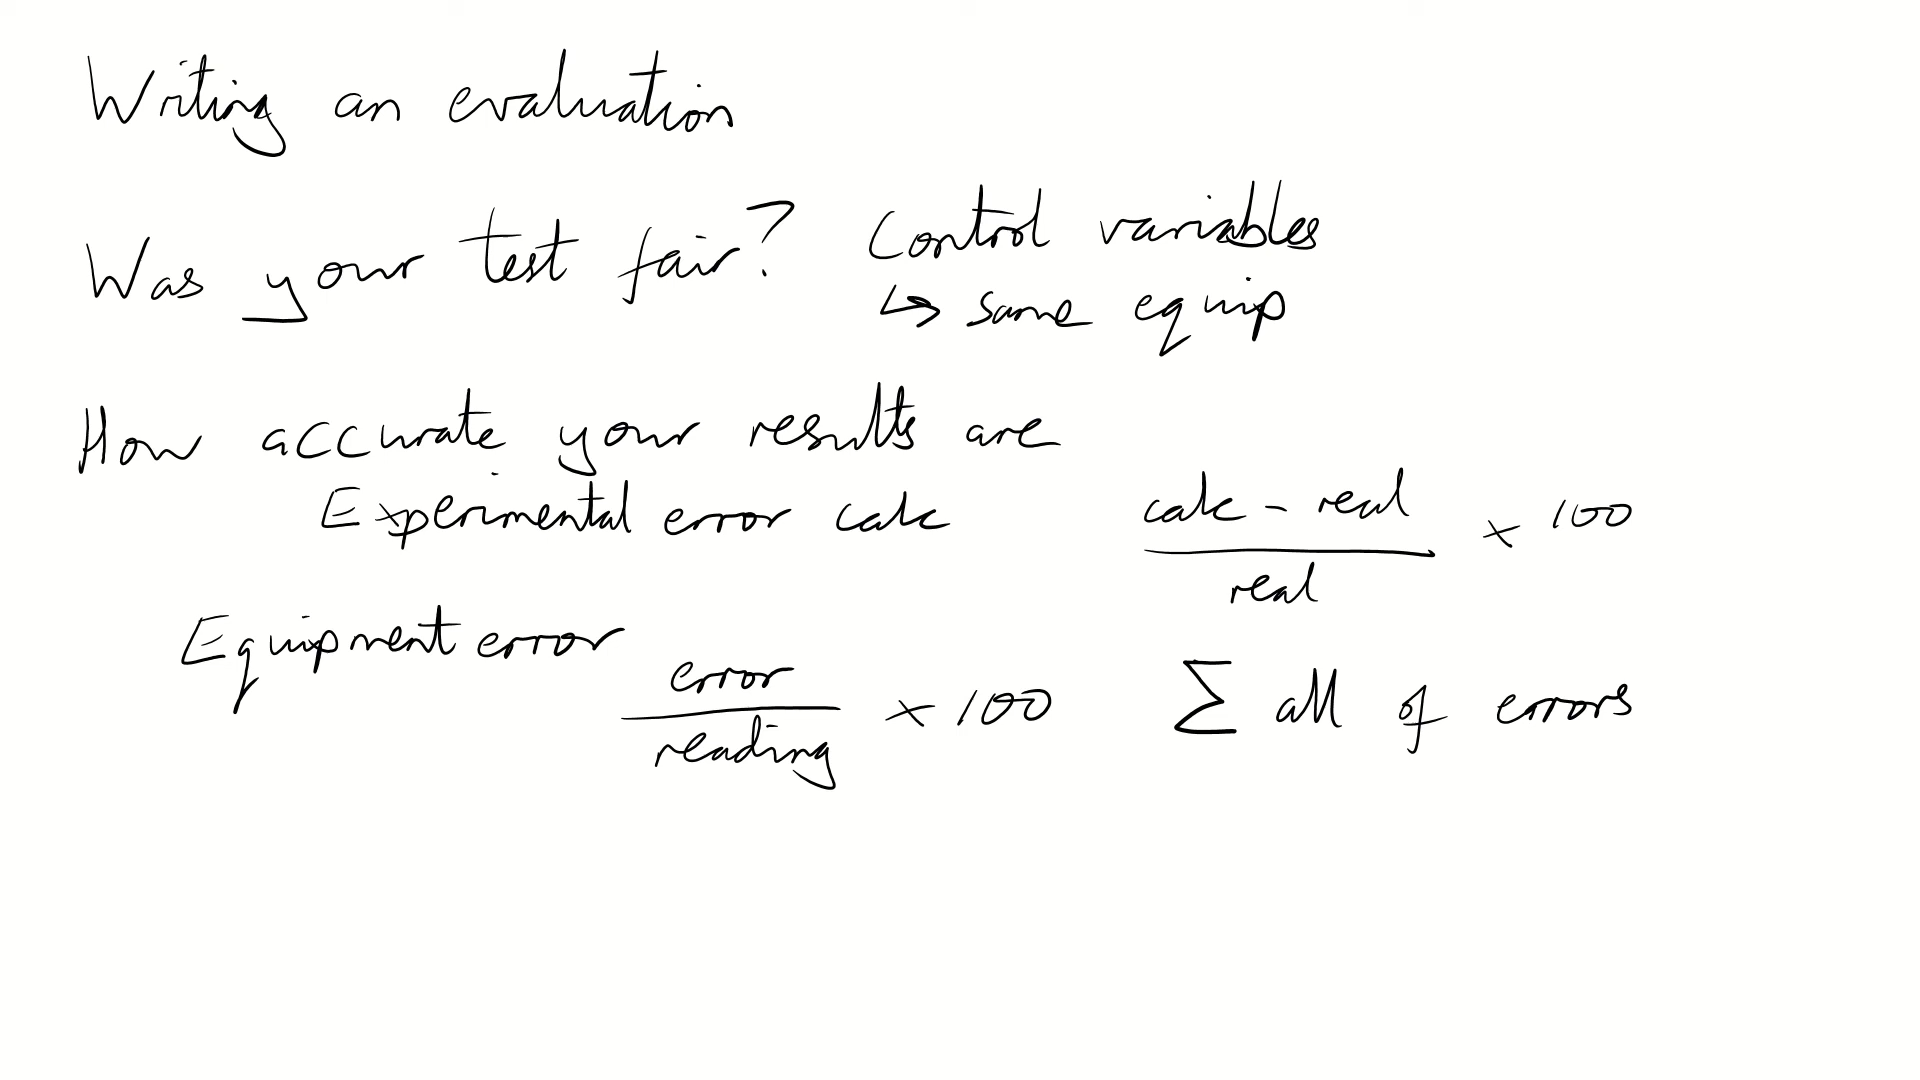 Writing an evaluation
Was your test fair? Control variables
↳ same equip
How accurate your results are
Experimental error calc
calc - real
real
× 100
Equipment error
error
reading
× 100
∑ all of errors